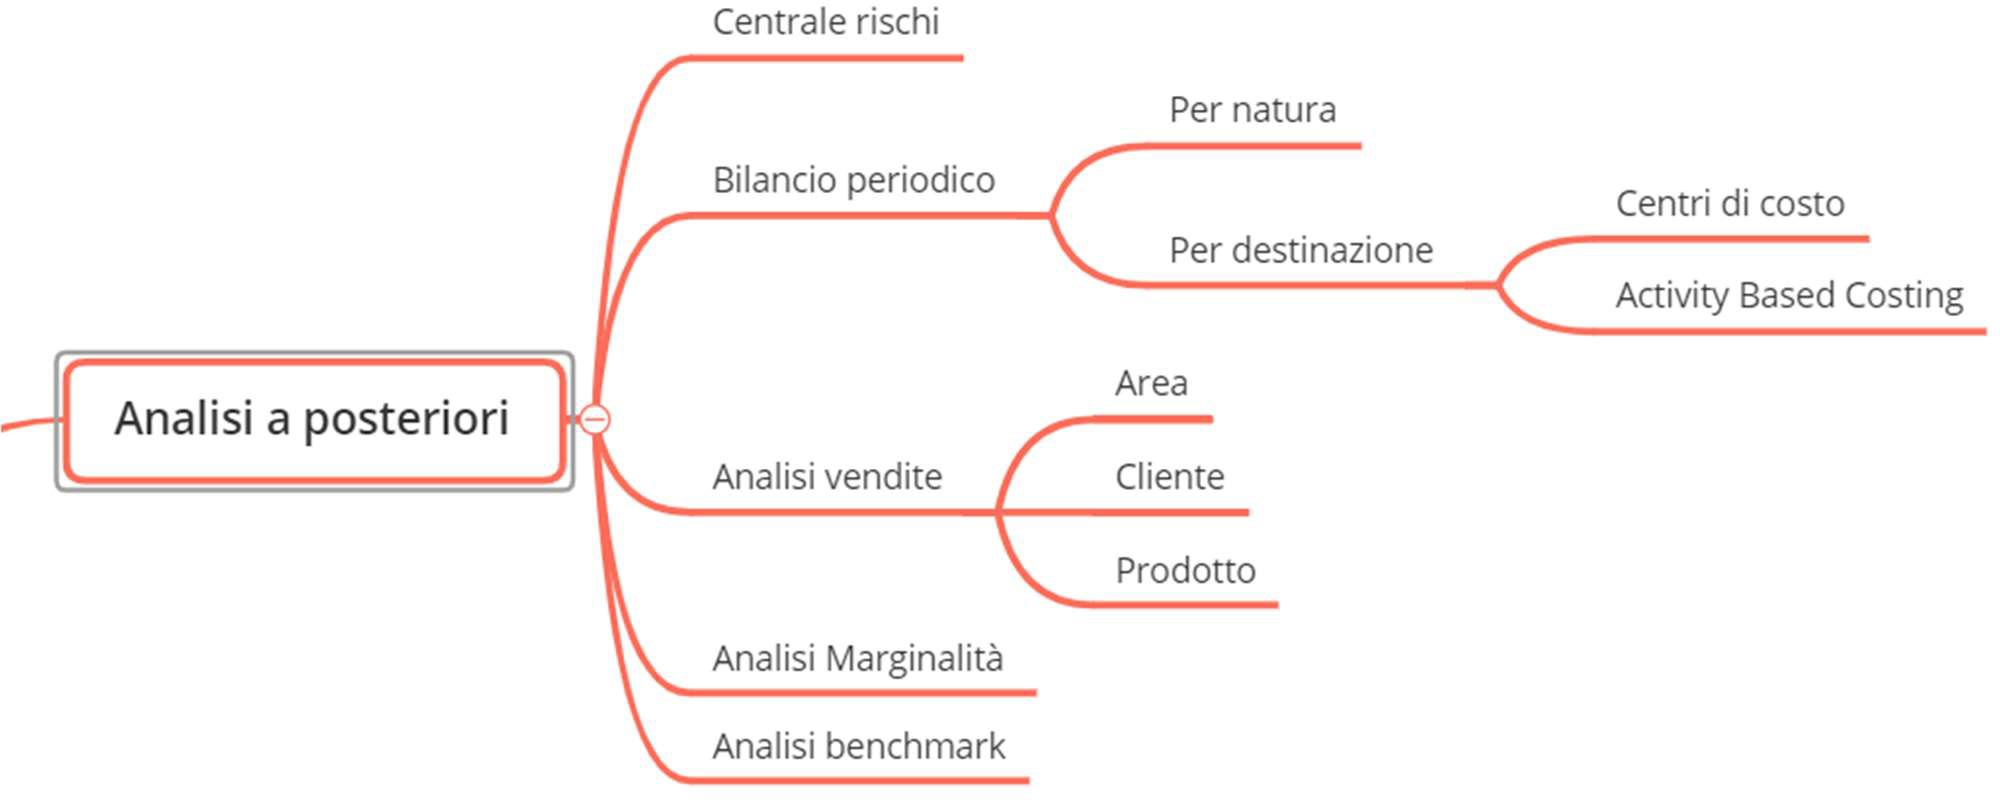 Analisi a posteriori
Centrale rischi
Bilancio periodico
Per natura
Per destinazione
Centri di costo
Activity Based Costing
Analisi vendite
Area
Cliente
Prodotto
Analisi Marginalità
Analisi benchmark